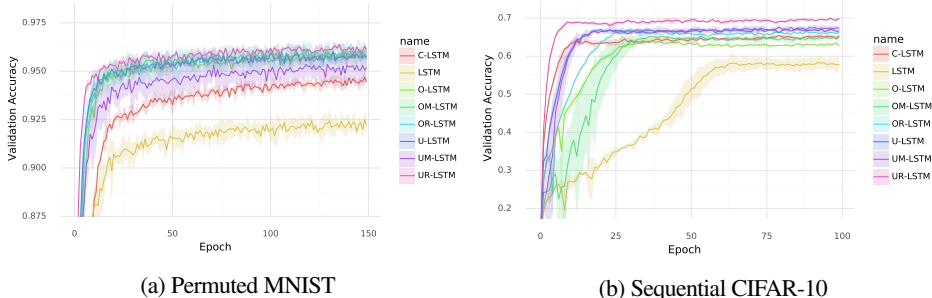 0.975
0.950
0.925
0.900
0.875
Validation Accuracy
0
50
100
150
Epoch
name
C-LSTM
LSTM
O-LSTM
OM-LSTM
OR-LSTM
U-LSTM
UM-LSTM
UR-LSTM
(a) Permuted MNIST
0.7
0.6
0.5
0.4
0.3
0.2
Validation Accuracy
0
25
50
75
100
Epoch
name
C-LSTM
LSTM
O-LSTM
OM-LSTM
OR-LSTM
U-LSTM
UM-LSTM
UR-LSTM
(b) Sequential CIFAR-10